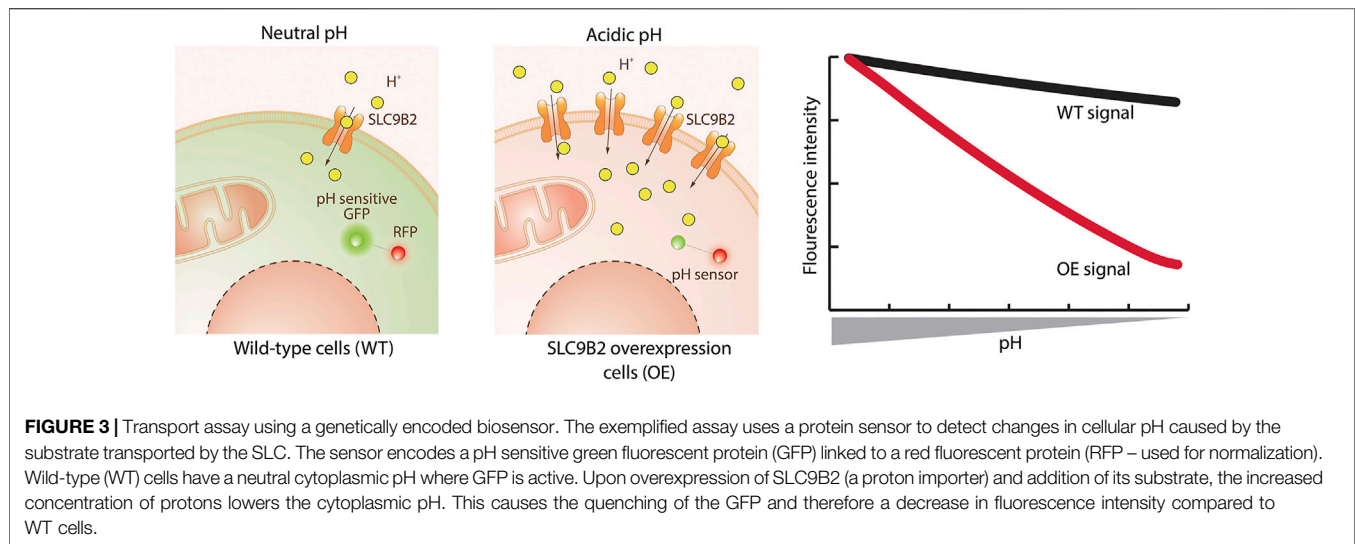 Neutral pH
H+
SLC9B2
pH sensitive
GFP
RFP
Wild-type cells (WT)
Acidic pH
H+
SLC9B2
pH sensor
SLC9B2 overexpression
cells (OE)
Flourescence intensity
WT signal
OE signal
pH
FIGURE 3 | Transport assay using a genetically encoded biosensor. The exemplified assay uses a protein sensor to detect changes in cellular pH caused by the
substrate transported by the SLC. The sensor encodes a pH sensitive green fluorescent protein (GFP) linked to a red fluorescent protein (RFP – used for normalization).
Wild-type (WT) cells have a neutral cytoplasmic pH where GFP is active. Upon overexpression of SLC9B2 (a proton importer) and addition of its substrate, the increased
concentration of protons lowers the cytoplasmic pH. This causes the quenching of the GFP and therefore a decrease in fluorescence intensity compared to
WT cells.